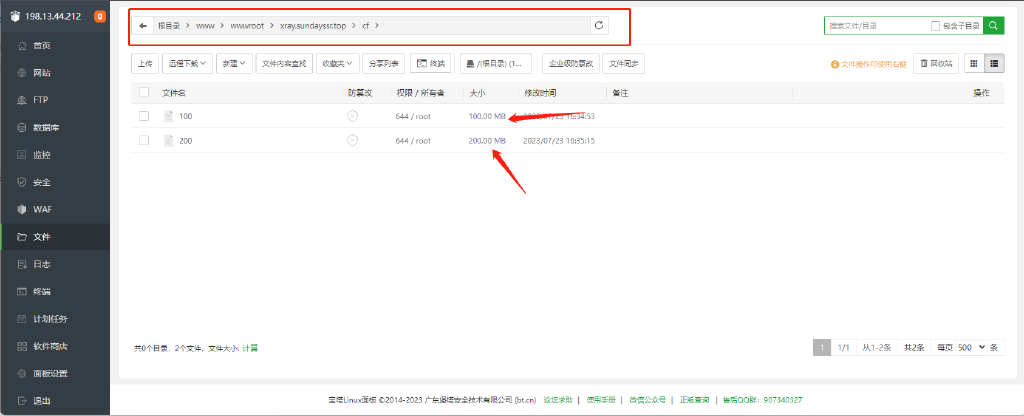 198.13.44.212 0
根目录 > www > wwwroot > xray.sundayssr.top > cf >
搜索文件/目录 包含子目录
首页
网站
FTP
数据库
监控
安全
WAF
文件
日志
终端
计划任务
软件商店
面板设置
退出
上传 远程下载 新建 文件内容查找 收藏夹 分享列表 终端 /(根目录) (1... 企业级防篡改 文件同步 文件操作可使用右键 回收站
文件名 防篡改 权限 / 所有者 大小 修改时间 备注 操作
100 644 / root 100.00 MB 2023/07/23 16:34:53
200 644 / root 200.00 MB 2023/07/23 16:35:15
共0个目录，2个文件，文件大小: 计算
1 1/1 从1-2条 共2条 每页 500 条
宝塔Linux面板 ©2014-2023 广东堡塔安全技术有限公司 (bt.cn) 论坛求助 | 使用手册 | 微信公众号 | 正版查询 | 售后QQ群：907340327